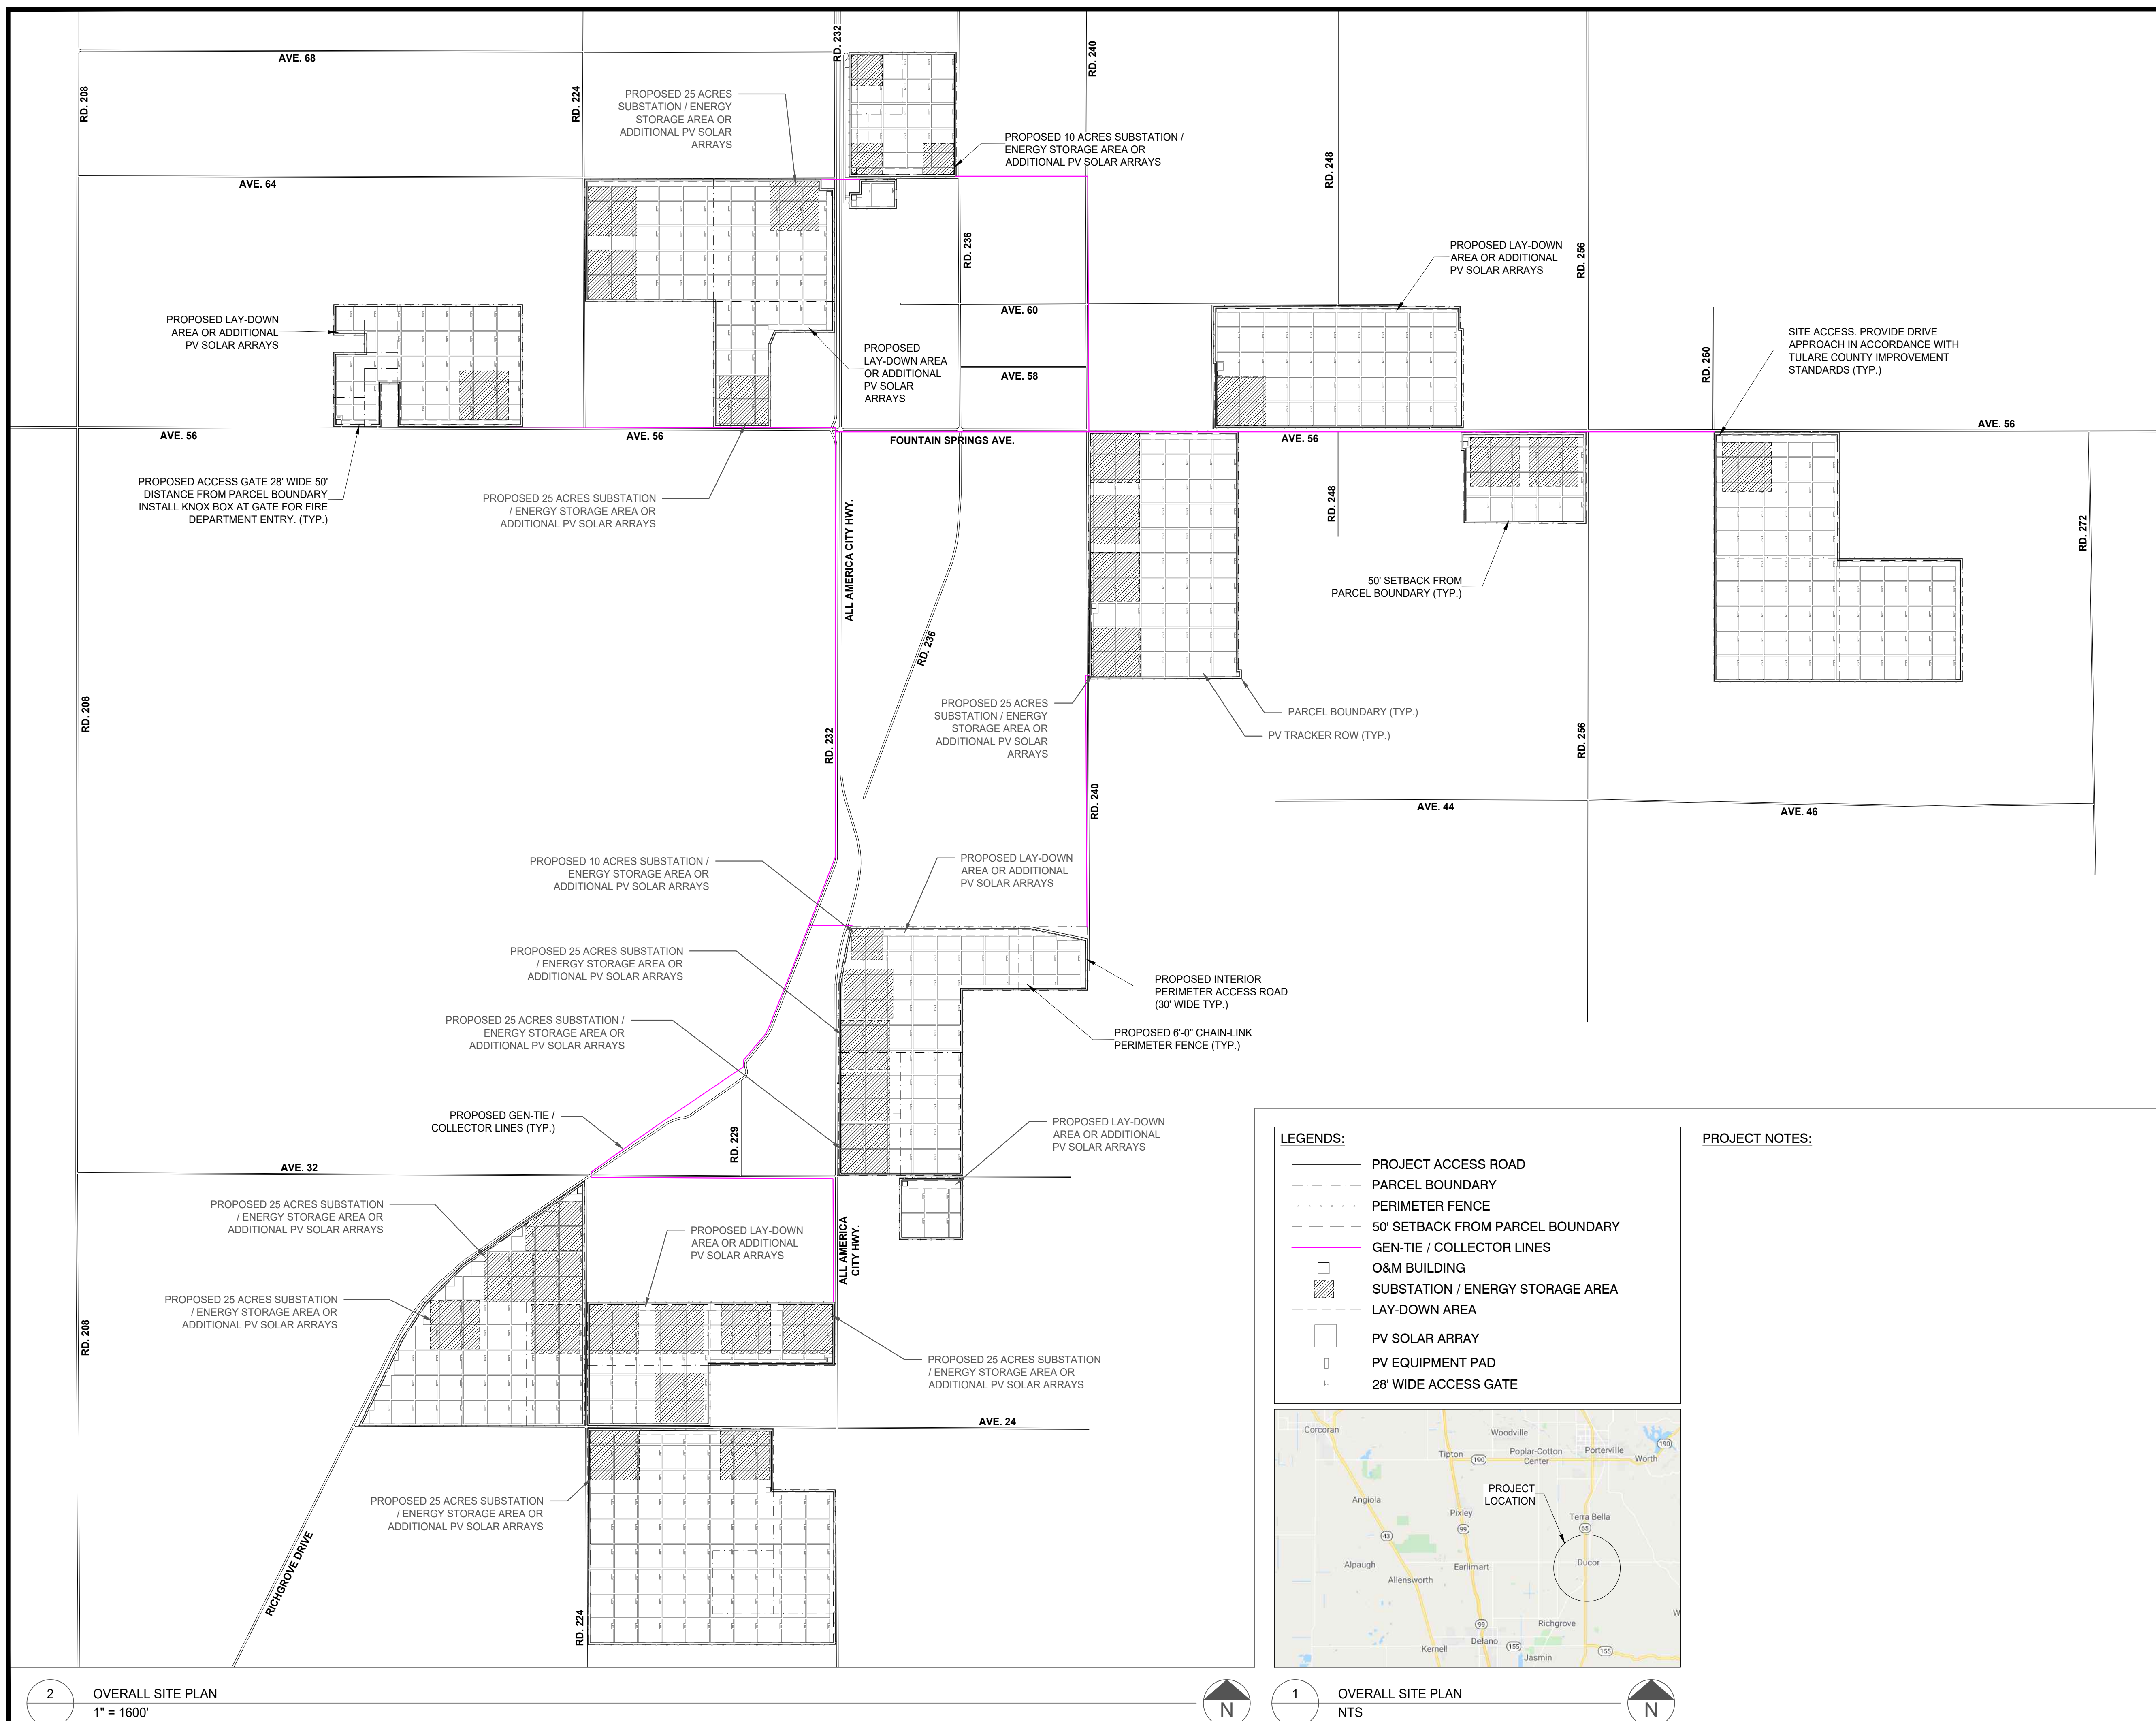 AVE. 68
RD. 232
RD. 240
RD. 208
RD. 224
PROPOSED 25 ACRES
SUBSTATION / ENERGY
STORAGE AREA OR
ADDITIONAL PV SOLAR
ARRAYS
PROPOSED 10 ACRES SUBSTATION /
ENERGY STORAGE AREA OR
ADDITIONAL PV SOLAR ARRAYS
RD. 248
AVE. 64
RD. 236
PROPOSED LAY-DOWN
AREA OR ADDITIONAL
PV SOLAR ARRAYS
RD. 256
PROPOSED LAY-DOWN
AREA OR ADDITIONAL
PV SOLAR ARRAYS
AVE. 60
PROPOSED
LAY-DOWN AREA
OR ADDITIONAL
PV SOLAR
ARRAYS
AVE. 58
RD. 260
SITE ACCESS. PROVIDE DRIVE
APPROACH IN ACCORDANCE WITH
TULARE COUNTY IMPROVEMENT
STANDARDS (TYP.)
AVE. 56
AVE. 56
FOUNTAIN SPRINGS AVE.
AVE. 56
AVE. 56
PROPOSED ACCESS GATE 28' WIDE 50'
DISTANCE FROM PARCEL BOUNDARY
INSTALL KNOX BOX AT GATE FOR FIRE
DEPARTMENT ENTRY. (TYP.)
PROPOSED 25 ACRES SUBSTATION
/ ENERGY STORAGE AREA OR
ADDITIONAL PV SOLAR ARRAYS
ALL AMERICA CITY HWY.
RD. 248
RD. 272
50' SETBACK FROM
PARCEL BOUNDARY (TYP.)
RD. 236
RD. 208
RD. 232
PROPOSED 25 ACRES
SUBSTATION / ENERGY
STORAGE AREA OR
ADDITIONAL PV SOLAR
ARRAYS
PARCEL BOUNDARY (TYP.)
PV TRACKER ROW (TYP.)
RD. 256
RD. 240
AVE. 44
AVE. 46
PROPOSED 10 ACRES SUBSTATION /
ENERGY STORAGE AREA OR
ADDITIONAL PV SOLAR ARRAYS
PROPOSED LAY-DOWN
AREA OR ADDITIONAL
PV SOLAR ARRAYS
PROPOSED 25 ACRES SUBSTATION
/ ENERGY STORAGE AREA OR
ADDITIONAL PV SOLAR ARRAYS
PROPOSED INTERIOR
PERIMETER ACCESS ROAD
(30' WIDE TYP.)
PROPOSED 25 ACRES SUBSTATION /
ENERGY STORAGE AREA OR
ADDITIONAL PV SOLAR ARRAYS
PROPOSED 6'-0" CHAIN-LINK
PERIMETER FENCE (TYP.)
PROPOSED GEN-TIE /
COLLECTOR LINES (TYP.)
RD. 229
PROPOSED LAY-DOWN
AREA OR ADDITIONAL
PV SOLAR ARRAYS
AVE. 32
PROPOSED 25 ACRES SUBSTATION
/ ENERGY STORAGE AREA OR
ADDITIONAL PV SOLAR ARRAYS
PROPOSED LAY-DOWN
AREA OR ADDITIONAL
PV SOLAR ARRAYS
ALL AMERICA
CITY HWY.
PROPOSED 25 ACRES SUBSTATION
/ ENERGY STORAGE AREA OR
ADDITIONAL PV SOLAR ARRAYS
RD. 208
PROPOSED 25 ACRES SUBSTATION
/ ENERGY STORAGE AREA OR
ADDITIONAL PV SOLAR ARRAYS
AVE. 24
PROPOSED 25 ACRES SUBSTATION
/ ENERGY STORAGE AREA OR
ADDITIONAL PV SOLAR ARRAYS
RICHGROVE DRIVE
RD. 224
LEGENDS:
PROJECT ACCESS ROAD
PARCEL BOUNDARY
PERIMETER FENCE
50' SETBACK FROM PARCEL BOUNDARY
GEN-TIE / COLLECTOR LINES
O&M BUILDING
SUBSTATION / ENERGY STORAGE AREA
LAY-DOWN AREA
PV SOLAR ARRAY
PV EQUIPMENT PAD
28' WIDE ACCESS GATE
PROJECT NOTES:
Corcoran
Woodville
Tipton
190
Poplar-Cotton
Center
Porterville
190
Worth
PROJECT
LOCATION
Angiola
Pixley
99
Terra Bella
65
43
Alpaugh
Earlimart
Ducor
Allensworth
99
Richgrove
W
Kernell
Delano
155
Jasmin
155
2
OVERALL SITE PLAN
1" = 1600'
N
1
OVERALL SITE PLAN
NTS
N